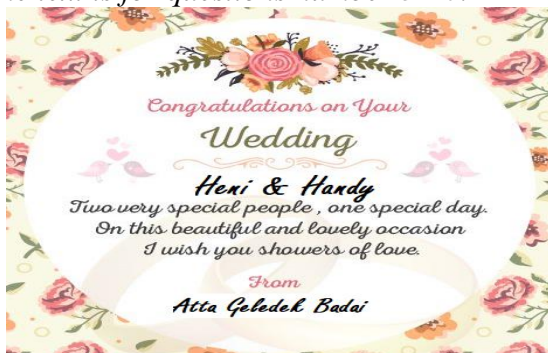 Congratulations on Your
Wedding
Heni & Handy
Two very special people , one special day.
On this beautiful and lovely occasion
I wish you showers of love.
From
Atta Geledek Badai